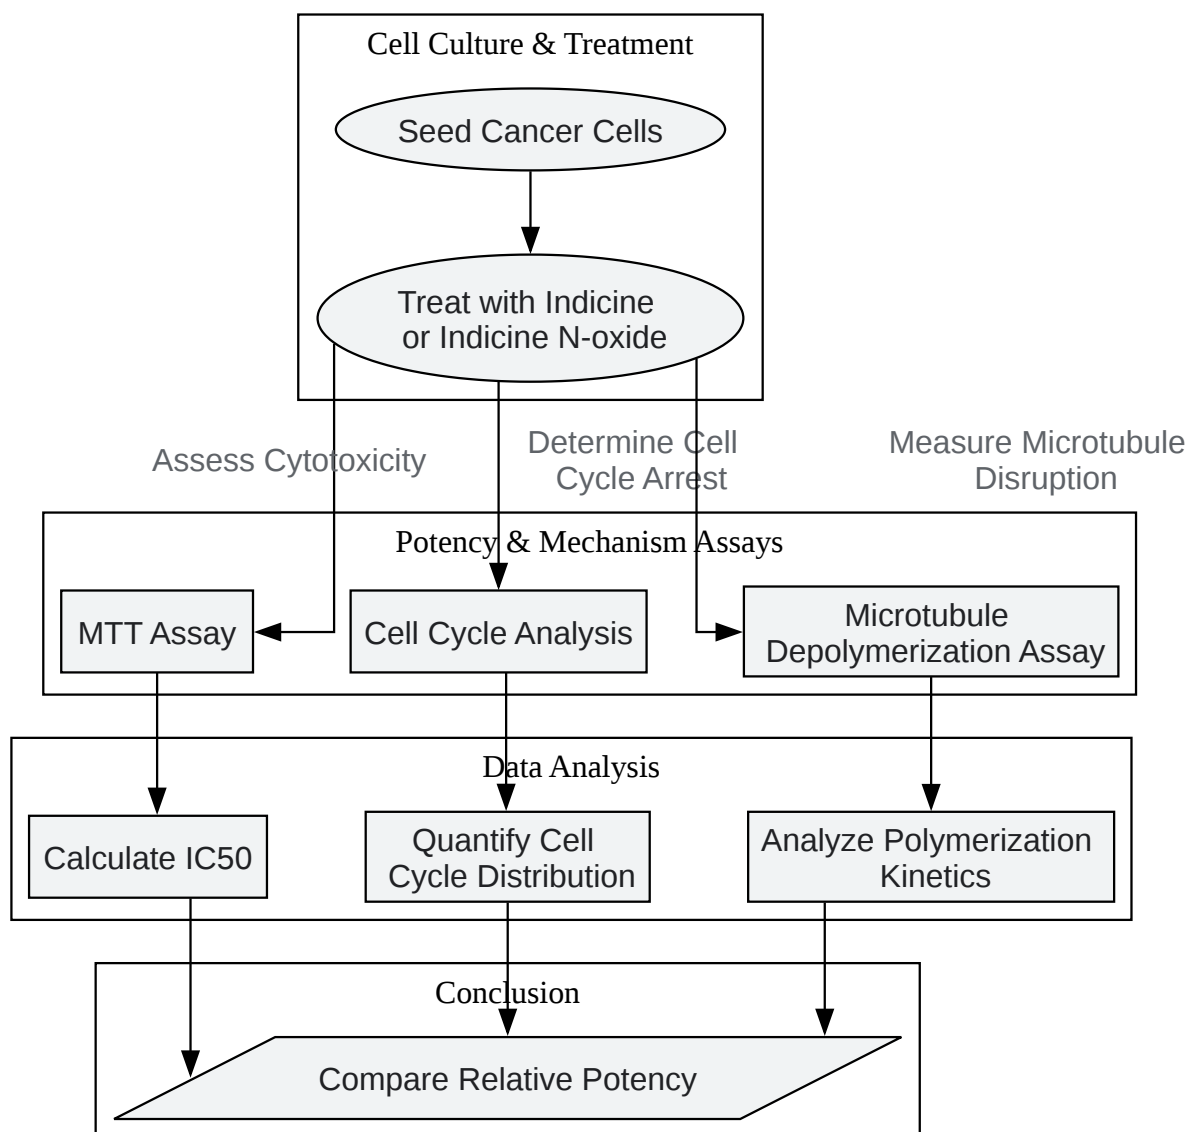 Cell Culture & Treatment
Seed Cancer Cells
Treat with Indicine
or Indicine N-oxide
Assess Cytotoxicity
Determine Cell
Cycle Arrest
Measure Microtubule
Disruption
Potency & Mechanism Assays
MTT Assay
Cell Cycle Analysis
Microtubule
Depolymerization Assay
Data Analysis
Calculate IC50
Quantify Cell
Cycle Distribution
Analyze Polymerization
Kinetics
Conclusion
Compare Relative Potency